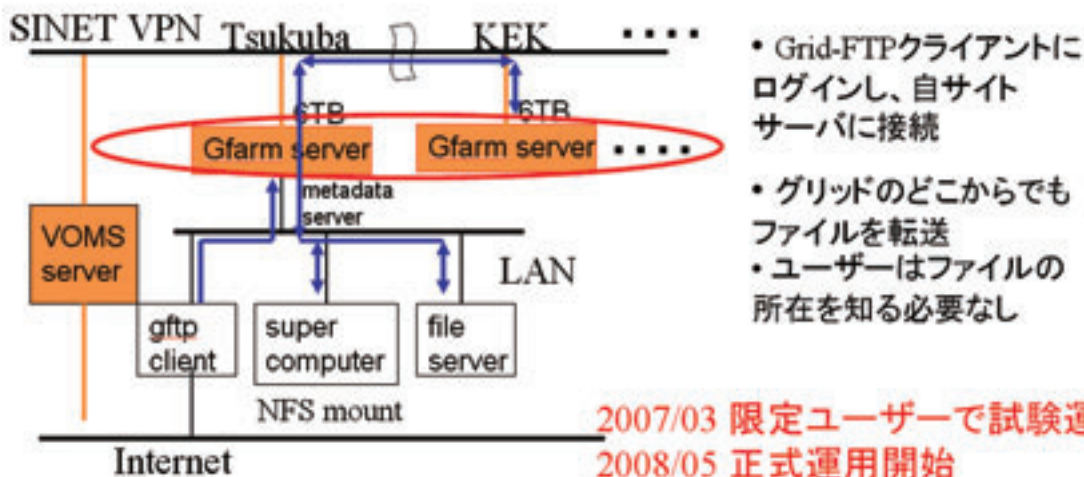 SINET VPN Tsukuba KEK ・・・・
6TB 6TB
Gfarm server Gfarm server ・・・・
metadata
server
VOMS
server
LAN
gftp
client
super
computer
file
server
NFS mount
Internet
• Grid-FTPクライアントに
ログインし、自サイト
サーバに接続
• グリッドのどこからでも
ファイルを転送
• ユーザーはファイルの
所在を知る必要なし
2007/03 限定ユーザーで試験運
2008/05 正式運用開始